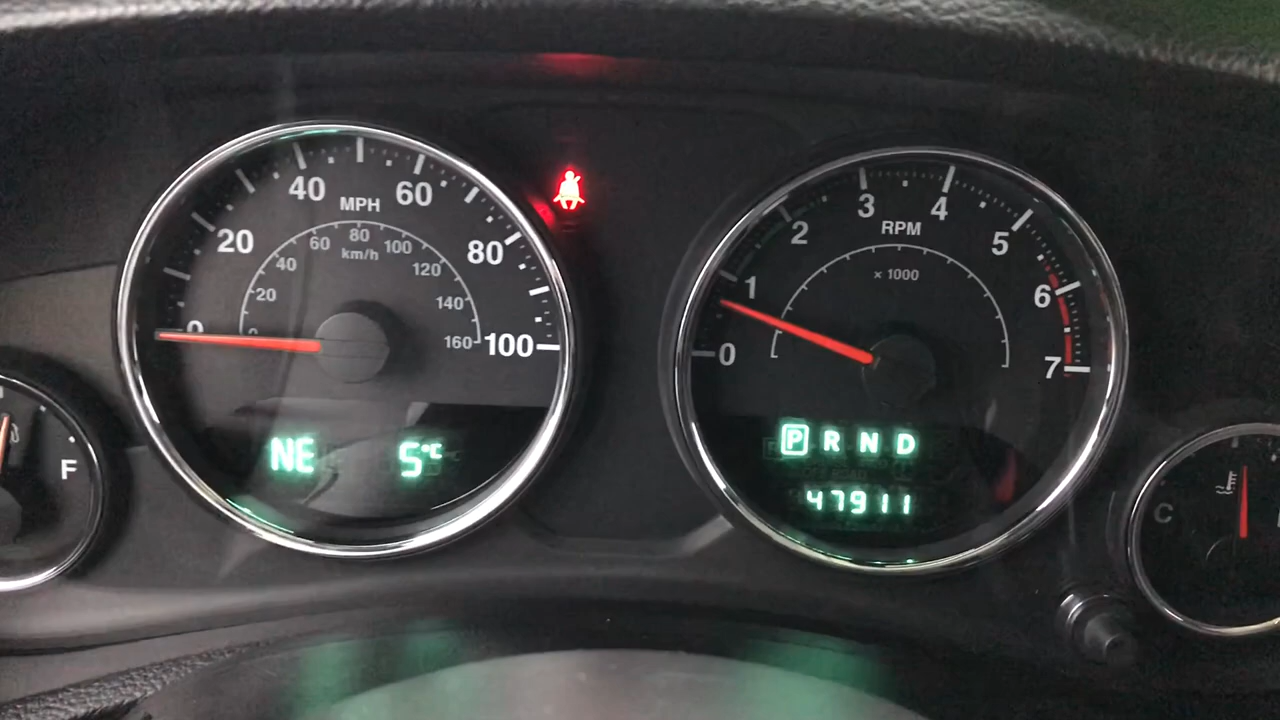 40 MPH 60
20 80
0 100
60 80 100
km/h
40 120
20 140
0 160
NE 5°C
3 4
2 RPM 5
1 x 1000 6
0 7
P R N D
47911
F
C